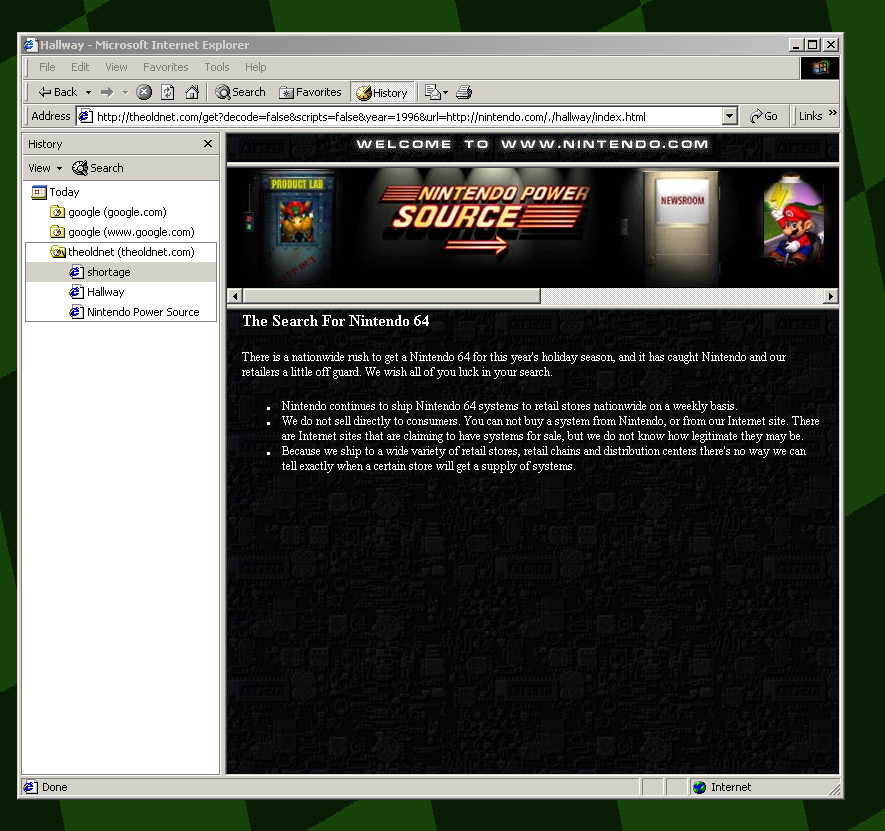 Hallway - Microsoft Internet Explorer
File Edit View Favorites Tools Help
Back Search Favorites History
Address http://theoldnet.com/get?decode=false&scripts=false&year=1996&url=http://nintendo.com/./hallway/index.html Go Links »
History
View Search
Today
google (google.com)
google (www.google.com)
theoldnet (theoldnet.com)
shortage
Hallway
Nintendo Power Source
WELCOME TO WWW.NINTENDO.COM
PRODUCT LAB
NINTENDO POWER
SOURCE
NEWSROOM
The Search For Nintendo 64
There is a nationwide rush to get a Nintendo 64 for this year's holiday season, and it has caught Nintendo and our
retailers a little off guard. We wish all of you luck in your search.
Nintendo continues to ship Nintendo 64 systems to retail stores nationwide on a weekly basis.
We do not sell directly to consumers. You can not buy a system from Nintendo, or from our Internet site. There
are Internet sites that are claiming to have systems for sale, but we do not know how legitimate they may be.
Because we ship to a wide variety of retail stores, retail chains and distribution centers there's no way we can
tell exactly when a certain store will get a supply of systems.
Done
Internet